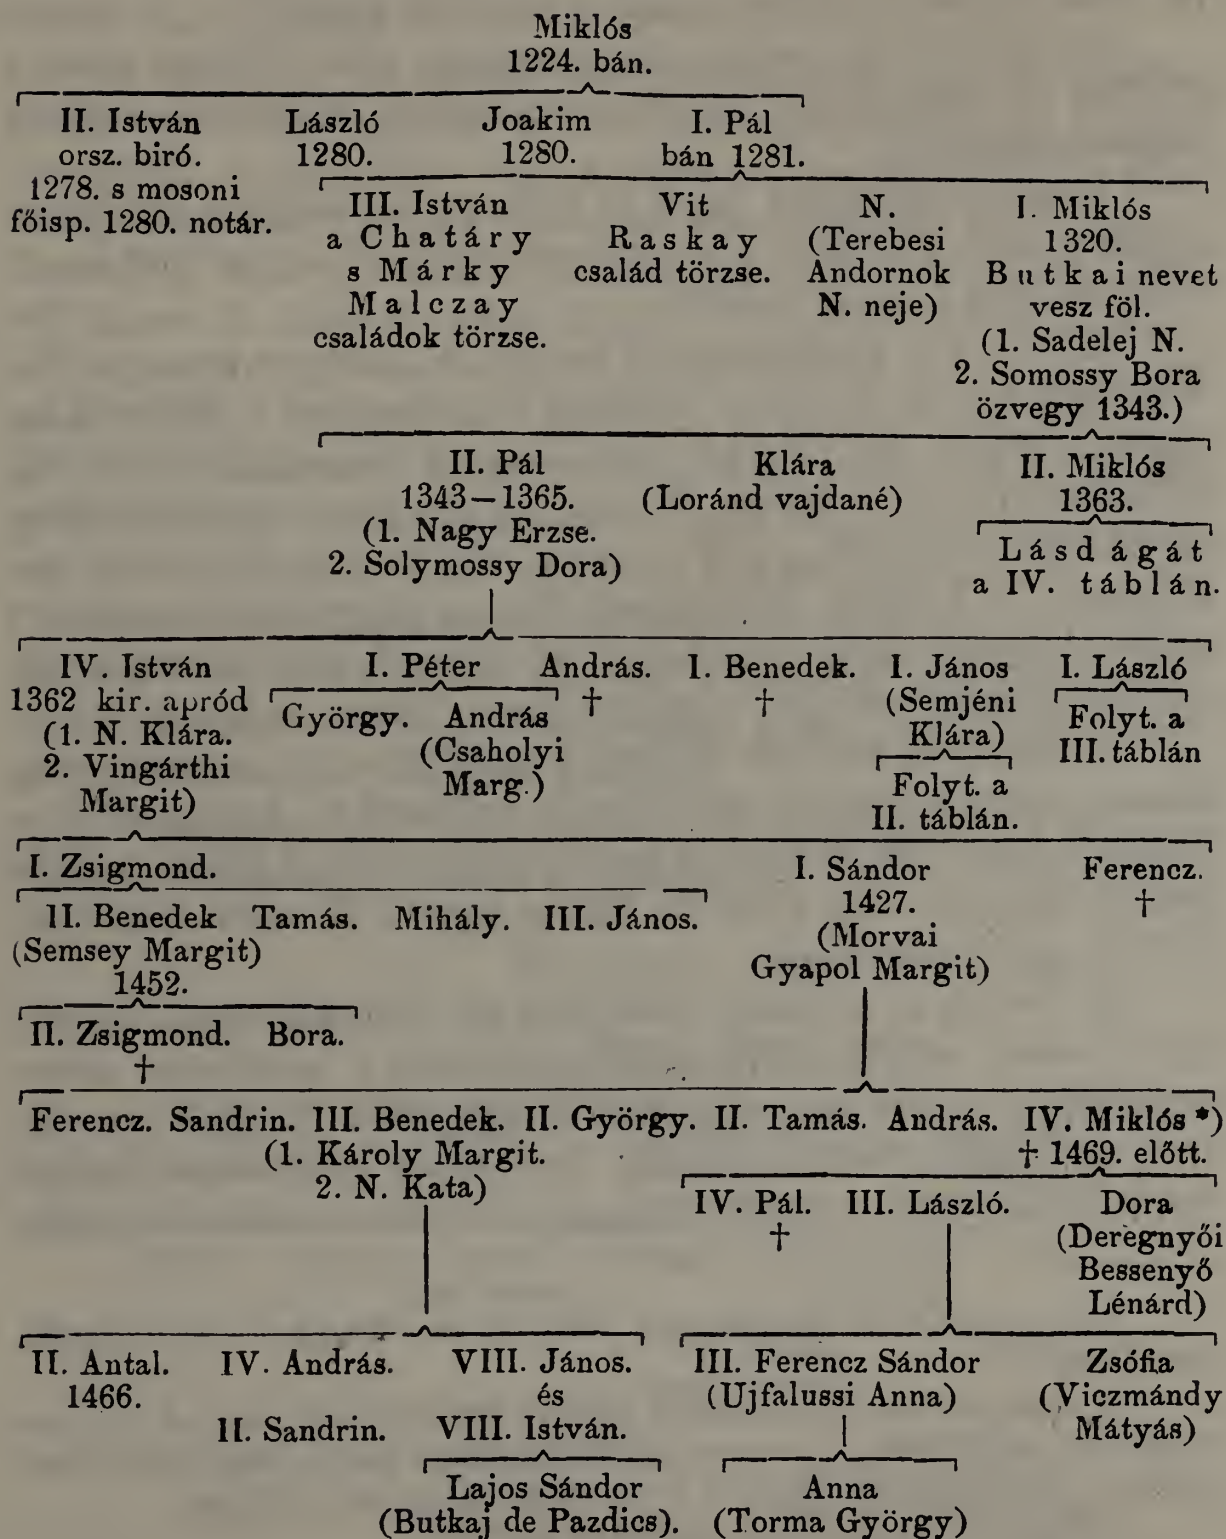 Miklós
1224. bán.
II. István László Joakim I. Pál
orsz. biró. 1280. 1280. bán 1281.
1278. s mosoni
főisp. 1280. notár.
III. István Vit N. I. Miklós
a Chatáry Raskay (Terebesi 1320.
s Márky család törzse. Andornok Butkai nevet
Malczay N. neje) vesz föl.
családok törzse. (1. Sadelej N.
2. Somossy Bora
özvegy 1343.)
II. Pál Klára II. Miklós
1343–1365. (Loránd vajdané) 1363.
(1. Nagy Erzse. Lásd ágát
2. Solymossy Dora) a IV. táblán.
IV. István I. Péter András. I. Benedek. I. János I. László
1362 kir. apród György. András † † (Semjéni Folyt. a
(1. N. Klára. (Csaholyi Klára) III. táblán
2. Vingárthi Marg.) Folyt. a
Margit) II. táblán.
I. Zsigmond. I. Sándor Ferencz.
II. Benedek Tamás. Mihály. III. János. 1427. †
(Semsey Margit) (Morvai
1452. Gyapol Margit)
II. Zsigmond. Bora.
†
Ferencz. Sandrin. III. Benedek. II. György. II. Tamás. András. IV. Miklós *)
(1. Károly Margit. † 1469. előtt.
2. N. Kata) IV. Pál. III. László. Dora
† (Deregnyői
Bessenyő
Lénárd)
II. Antal. IV. András. VIII. János. III. Ferencz Sándor Zsófia
1466. és (Ujfalussi Anna) (Viczmándy
II. Sandrin. VIII. István. Mátyás)
Lajos Sándor Anna
(Butkaj de Pazdics). (Torma György)